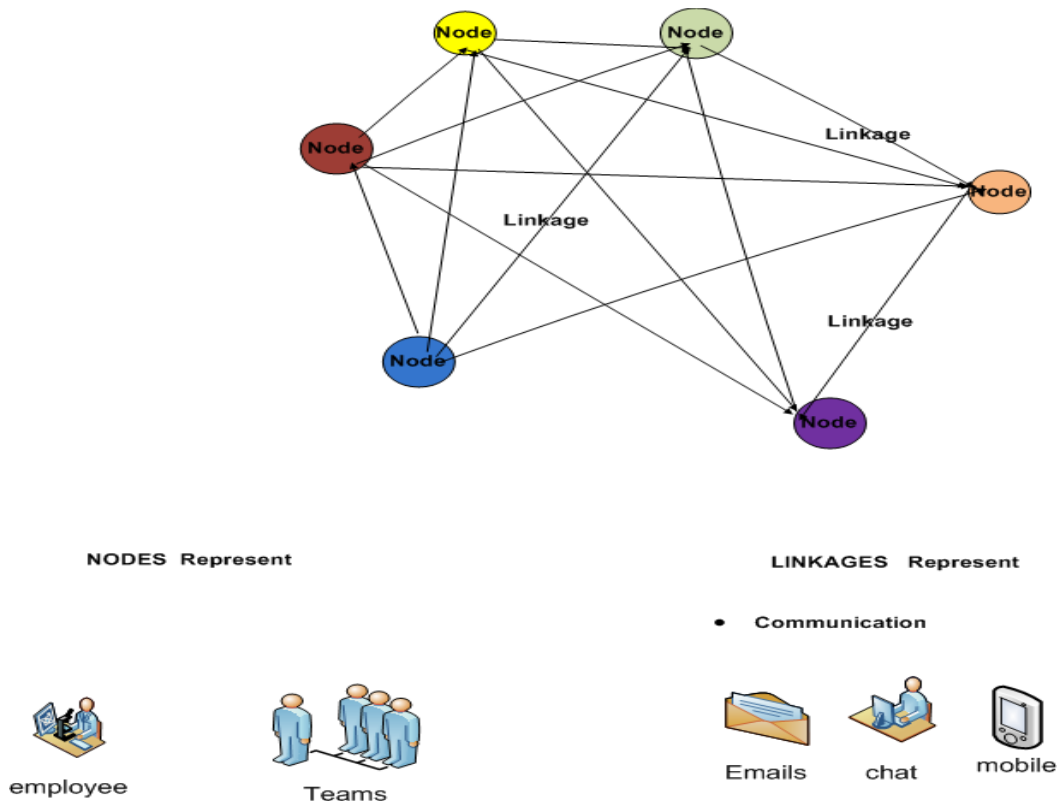 Node
Node
Linkage
Node
Node
Linkage
Linkage
Node
Node
NODES Represent
LINKAGES Represent
• Communication
employee
Teams
Emails
chat
mobile